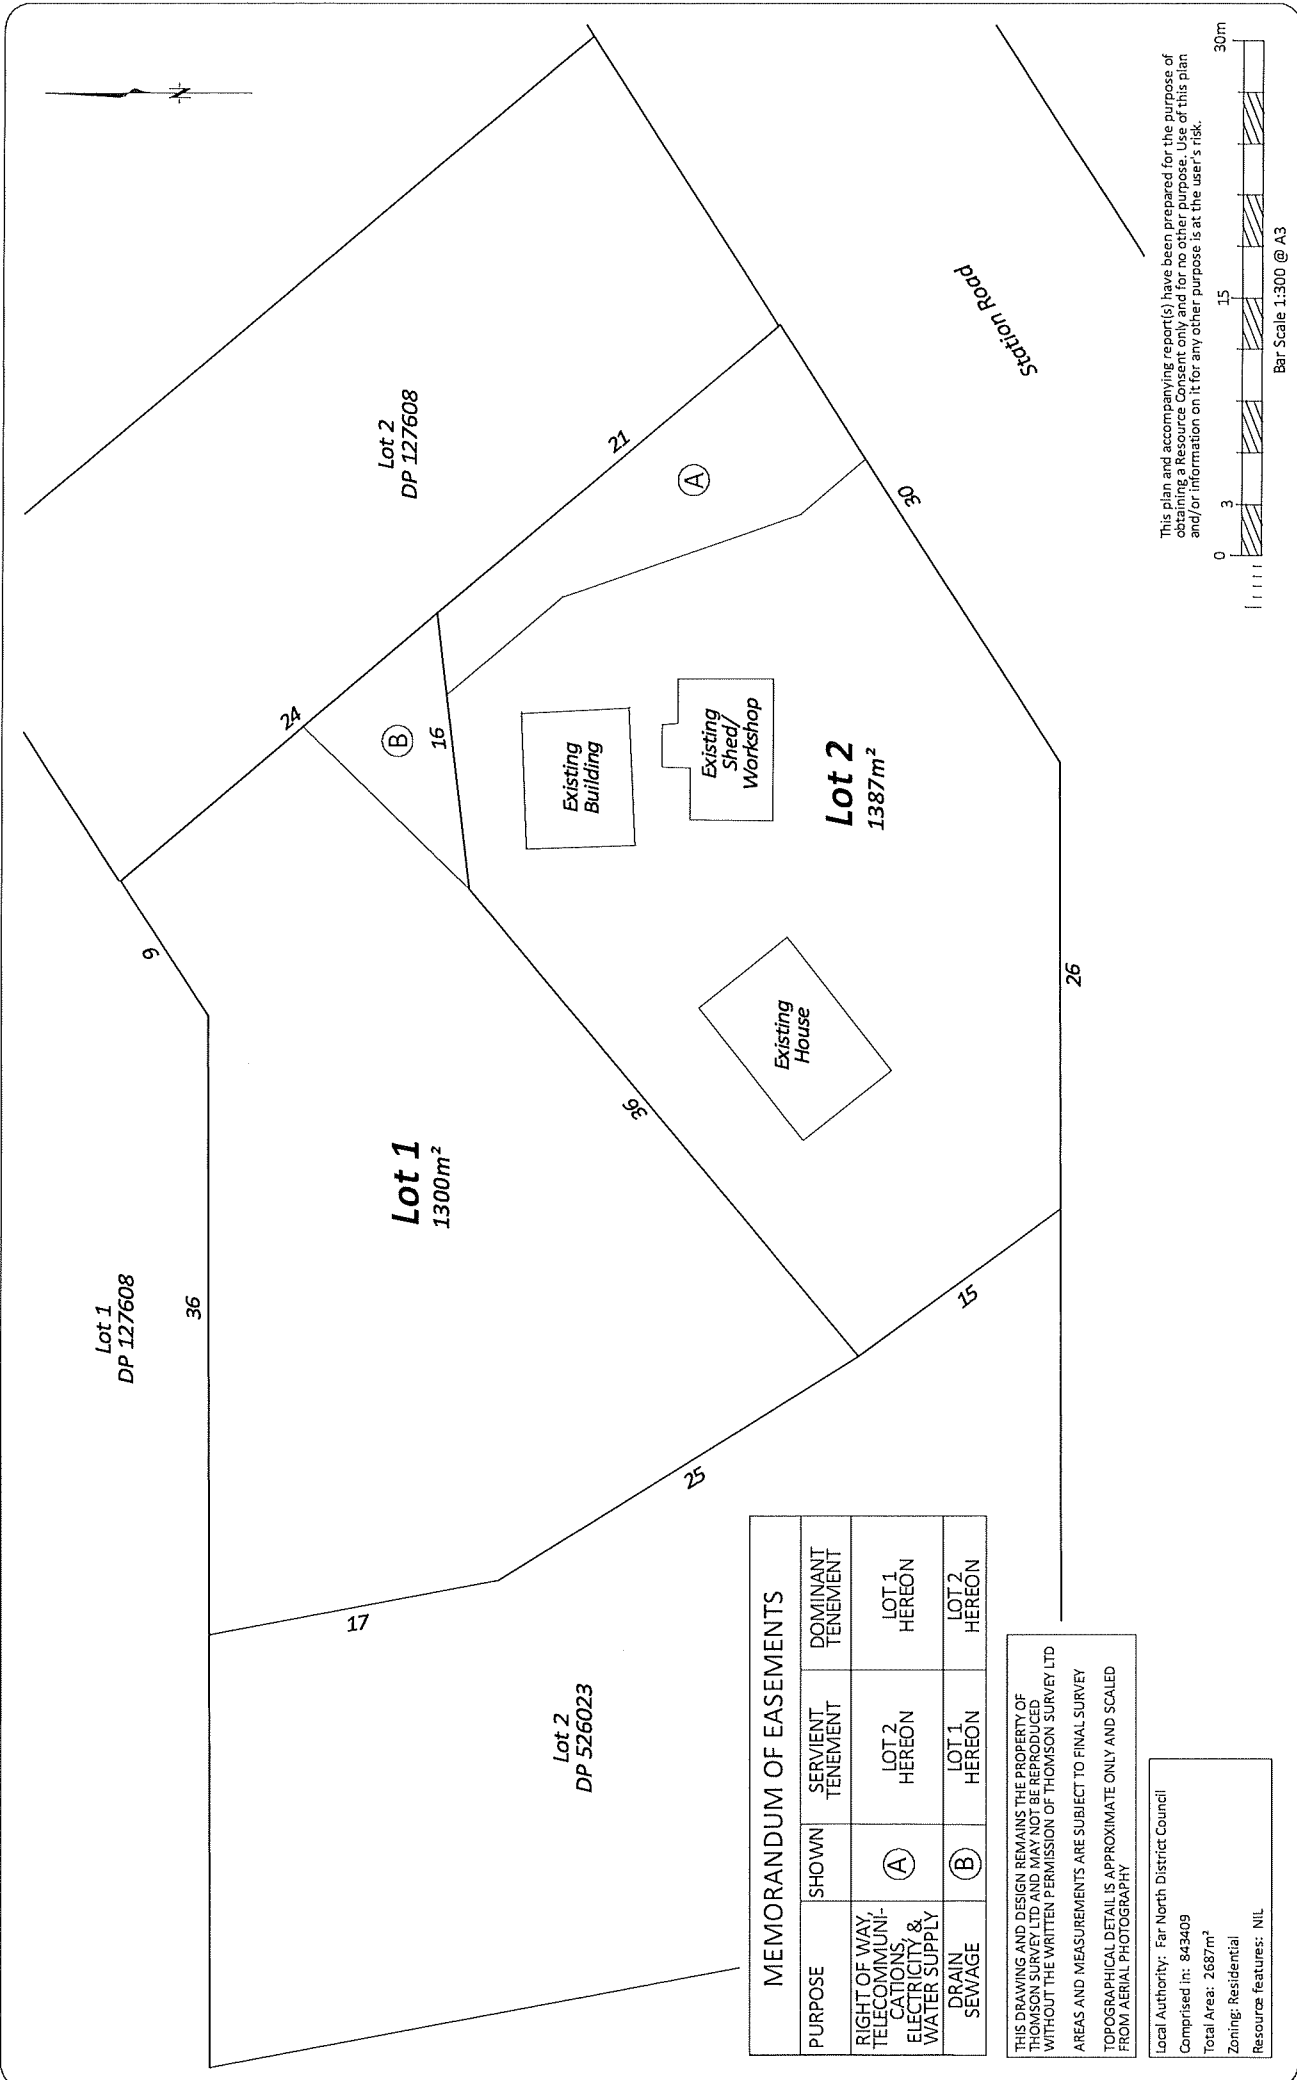 N
Lot 1
DP 127608
36
9
24
Lot 2
DP 127608
21
17
Lot 1
1300m²
B
16
A
25
36
Existing
Building
Existing
Shed/
Workshop
Existing
House
Lot 2
1387m²
Lot 2
DP 526023
15
26
30
Station Road
MEMORANDUM OF EASEMENTS
PURPOSE SHOWN SERVIENT TENEMENT DOMINANT TENEMENT
RIGHT OF WAY,
TELECOMMUNI-
CATIONS,
ELECTRICITY &
WATER SUPPLY
A
LOT 2
HEREON
LOT 1
HEREON
DRAIN
SEWAGE
B
LOT 1
HEREON
LOT 2
HEREON
THIS DRAWING AND DESIGN REMAINS THE PROPERTY OF
THOMSON SURVEY LTD AND MAY NOT BE REPRODUCED
WITHOUT THE WRITTEN PERMISSION OF THOMSON SURVEY LTD
AREAS AND MEASUREMENTS ARE SUBJECT TO FINAL SURVEY
TOPOGRAPHICAL DETAIL IS APPROXIMATE ONLY AND SCALED
FROM AERIAL PHOTOGRAPHY
Local Authority: Far North District Council
Comprised in: 843409
Total Area: 2687m²
Zoning: Residential
Resource features: NIL
This plan and accompanying report(s) have been prepared for the purpose of
obtaining a Resource Consent only and for no other purpose. Use of this plan
and/or information on it for any other purpose is at the user's risk.
0 3 15 30m
Bar Scale 1:300 @ A3